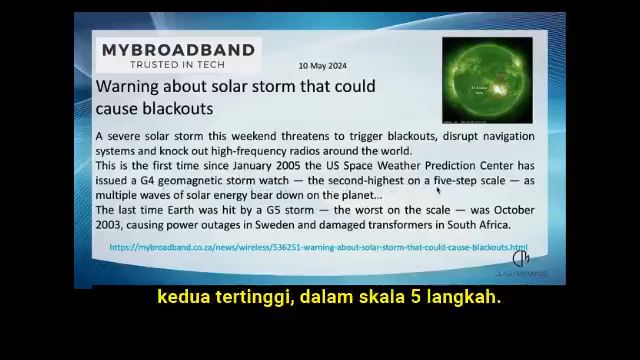 MYBROADBAND
TRUSTED IN TECH
10 May 2024
Warning about solar storm that could
cause blackouts
A severe solar storm this weekend threatens to trigger blackouts, disrupt navigation
systems and knock out high-frequency radios around the world.
This is the first time since January 2005 the US Space Weather Prediction Center has
issued a G4 geomagnetic storm watch — the second-highest on a five-step scale — as
multiple waves of solar energy bear down on the planet...
The last time Earth was hit by a G5 storm — the worst on the scale — was October
2003, causing power outages in Sweden and damaged transformers in South Africa.
https://mybroadband.co.za/news/wireless/536251-warning-about-solar-storm-that-could-cause-blackouts.html
kedua tertinggi, dalam skala 5 langkah.